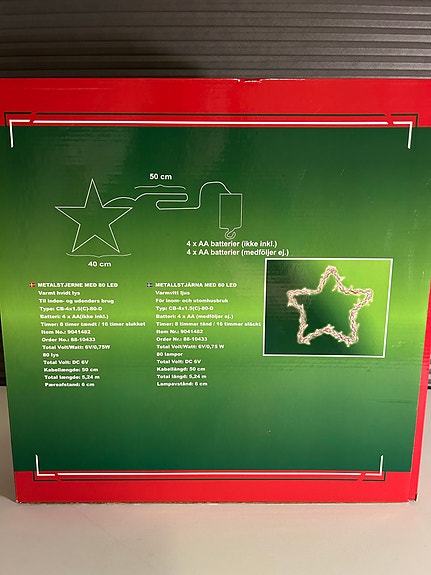 50 cm
4 x AA batterier (ikke inkl.)
4 x AA batterier (medföljer ej.)
40 cm
METALSTJERNE MED 80 LED
Varmt hvidt lys
Til inden- og udendørs brug
Type: CB-4x1.5(C)-80-D
Batteri: 4 x AA(ikke inkl.)
Timer: 8 timer tændt / 16 timer slukket
Item No.: 9041482
Order No.: 88-10433
Total Volt/Watt: 6V/0,75W
80 lys
Total Volt: DC 6V
Kabellængde: 50 cm
Total længde: 5,24 m
Pæreafstand: 6 cm
METALLSTJÄRNA MED 80 LED
Varmvitt ljus
För inom- och utomhusbruk
Typ: CB-4x1.5(C)-80-D
Batteri: 4 x AA (medföljer ej)
Timer: 8 timmar tänd / 16 timmar släckt
Item No.: 9041482
Order No.: 88-10433
Total Volt/Watt: 6V/0,75 W
80 lampor
Total Volt: DC 6V
Kabellängd: 50 cm
Total längd: 5,24 m
Lampavstånd: 6 cm